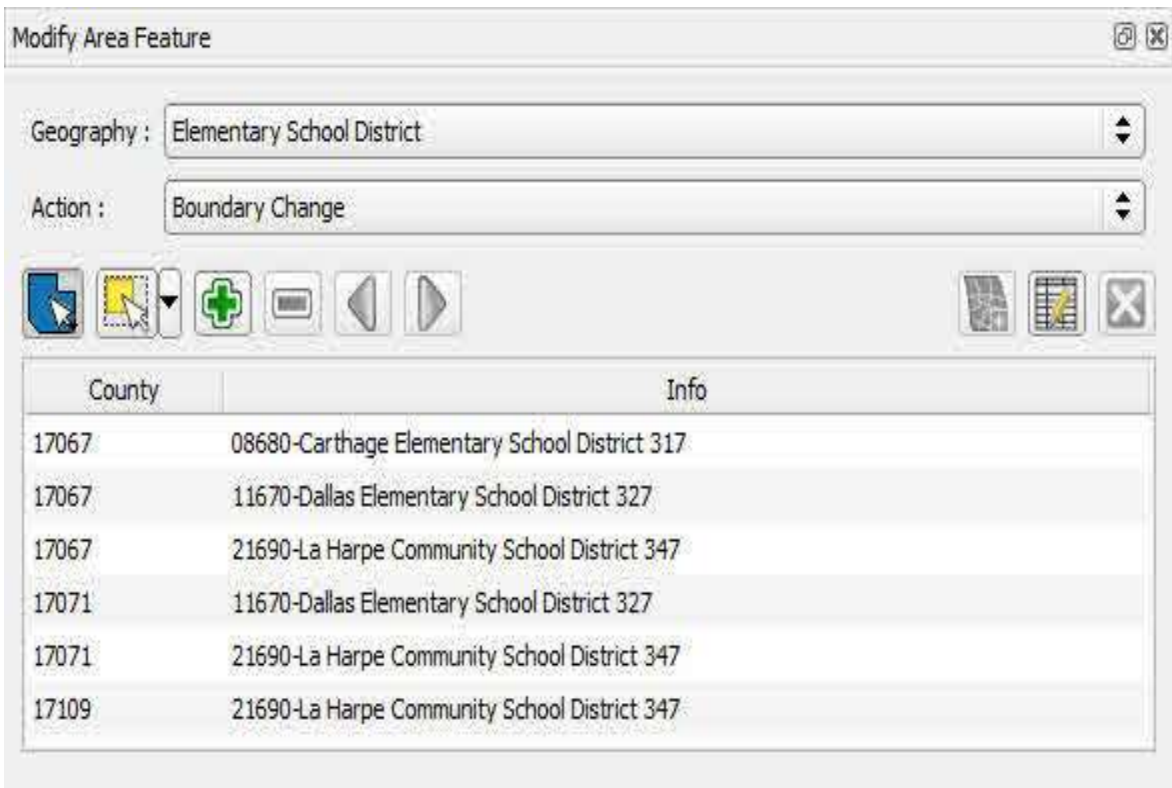 Modify Area Feature
Geography : Elementary School District
Action : Boundary Change
County Info
17067 08680-Carthage Elementary School District 317
17067 11670-Dallas Elementary School District 327
17067 21690-La Harpe Community School District 347
17071 11670-Dallas Elementary School District 327
17071 21690-La Harpe Community School District 347
17109 21690-La Harpe Community School District 347